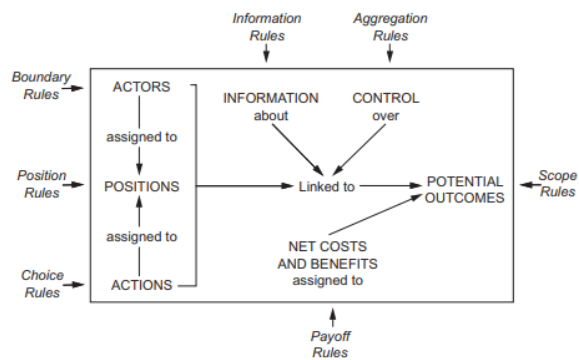 Information
Rules
Aggregation
Rules
Boundary
Rules
ACTORS
INFORMATION
about
CONTROL
over
assigned to
Position
Rules
POSITIONS
Linked to
POTENTIAL
OUTCOMES
Scope
Rules
assigned to
NET COSTS
AND BENEFITS
assigned to
Choice
Rules
ACTIONS
Payoff
Rules